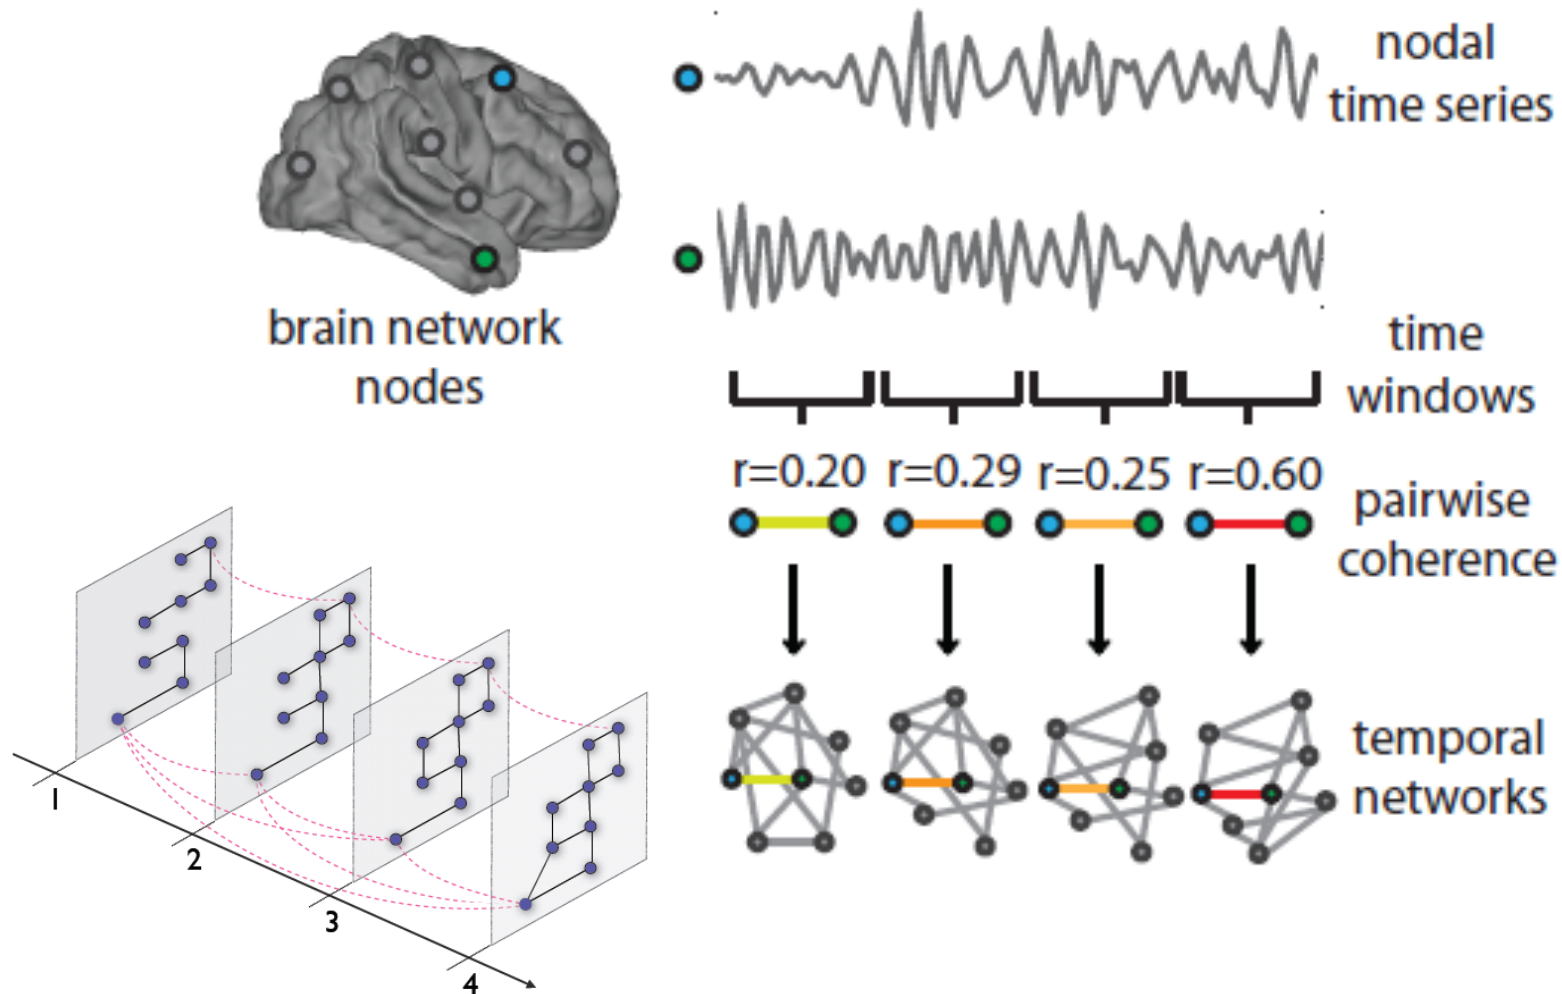 nodal
time series
brain network
nodes
time
windows
r=0.20 r=0.29 r=0.25 r=0.60
pairwise
coherence
temporal
networks
1
2
3
4